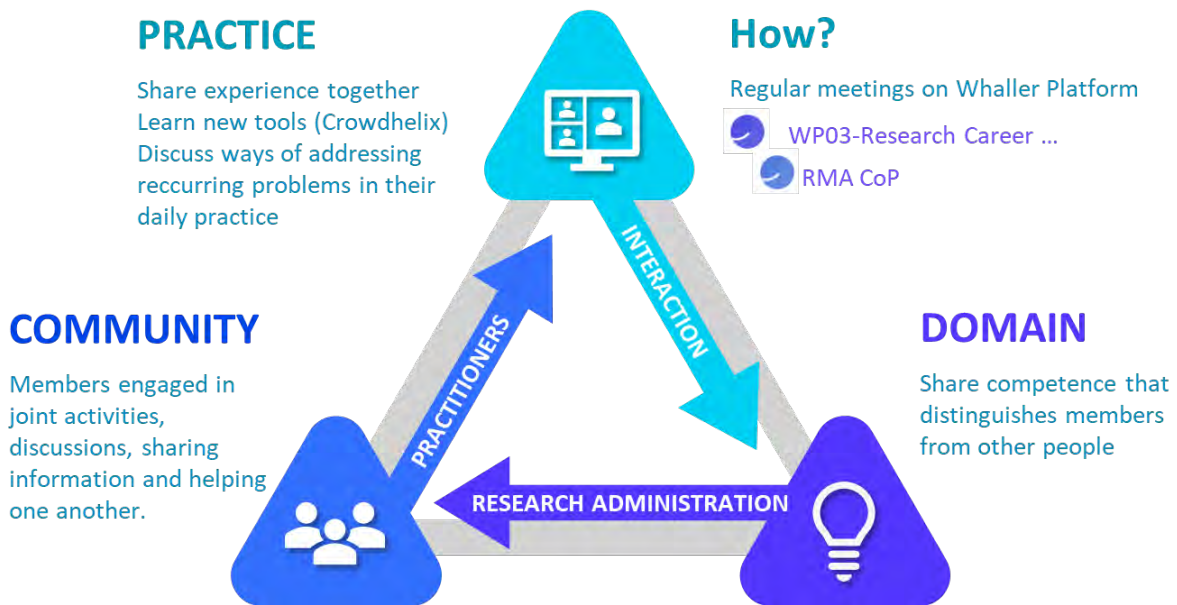 PRACTICE
Share experience together
Learn new tools (Crowdhelix)
Discuss ways of addressing
reccurring problems in their
daily practice
How?
Regular meetings on Whaller Platform
WP03-Research Career ...
RMA CoP
INTERACTION
PRACTITIONERS
COMMUNITY
Members engaged in
joint activities,
discussions, sharing
information and helping
one another.
DOMAIN
Share competence that
distinguishes members
from other people
RESEARCH ADMINISTRATION